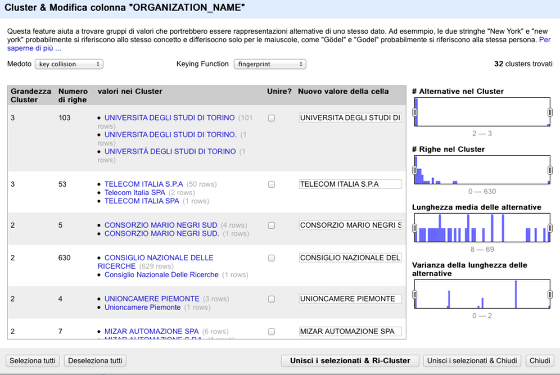 Cluster & Modifica colonna "ORGANIZATION_NAME"
Questa feature aiuta a trovare gruppi di valori che portrebbero essere rappresentazioni alternative di uno stesso dato. Ad esempio, le due stringhe "New York" e "new
york" probabilmente si riferiscono allo stesso concetto e differiscono solo per le maiuscole, come "Gödel" e "Godel" probabilmente si riferiscono alla stessa persona. Per
saperne di più ...
Medoto key collision Keying Function fingerprint 32 clusters trovati
Grandezza Cluster Numero di righe valori nei Cluster Unire? Nuovo valore della cella
3 103 • UNIVERSITA DEGLI STUDI DI TORINO (101
rows)
• UNIVERSITA DEGLI STUDI DI TORINO. (1
rows)
• UNIVERSITÀ DEGLI STUDI DI TORINO (1
rows)
UNIVERSITA DEGLI STUDI DI
3 53 • TELECOM ITALIA S.P.A (50 rows)
• Telecom Italia SPA (2 rows)
• TELECOM ITALIA SPA (1 rows)
TELECOM ITALIA S.P.A
2 5 • CONSORZIO MARIO NEGRI SUD (4 rows)
• CONSORZIO MARIO NEGRI SUD. (1 rows)
CONSORZIO MARIO NEGRI S
2 630 • CONSIGLIO NAZIONALE DELLE
RICERCHE (629 rows)
• Consiglio Nazionale Delle Ricerche (1 rows)
CONSIGLIO NAZIONALE DEL
2 4 • UNIONCAMERE PIEMONTE (3 rows)
• Unioncamere Piemonte (1 rows)
UNIONCAMERE PIEMONTE
2 7 • MIZAR AUTOMAZIONE SPA (6 rows)
MIZAR AUTOMAZIONE SPA
# Alternative nel Cluster
2 — 3
# Righe nel Cluster
0 — 630
Lunghezza media delle alternative
8 — 69
Varianza della lunghezza delle
alternative
0 — 2
Seleziona tutti Deseleziona tutti Unisci i selezionati & Ri-Cluster Unisci i selezionati & Chiudi Chiudi